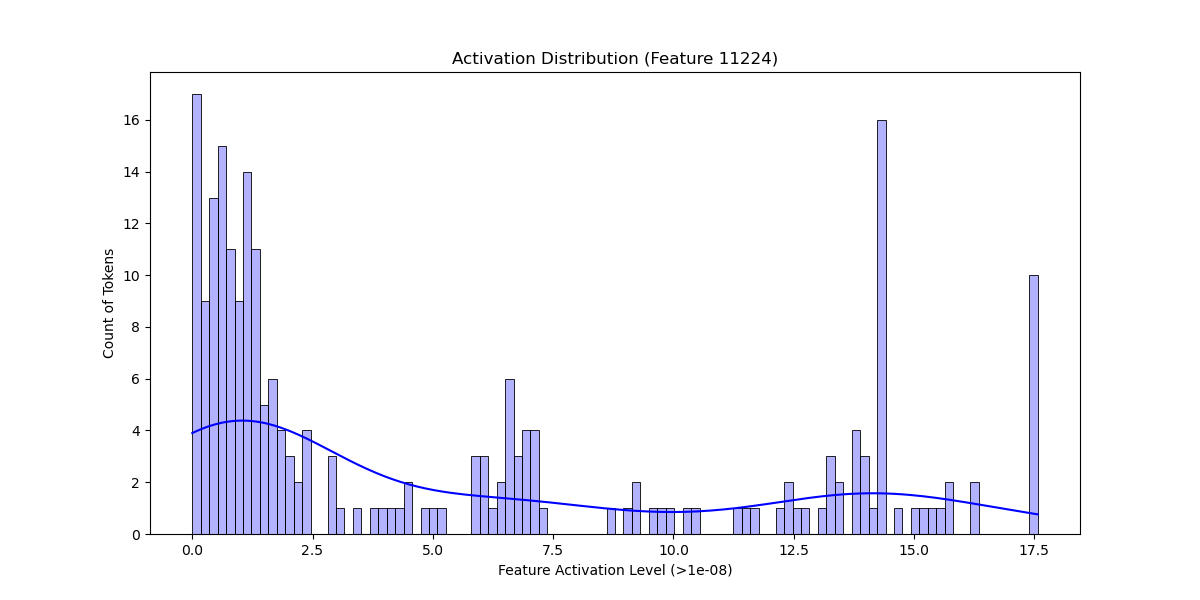 Activation Distribution (Feature 11224)
16
14
12
10
8
6
4
2
0
Count of Tokens
0.0 2.5 5.0 7.5 10.0 12.5 15.0 17.5
Feature Activation Level (>1e-08)